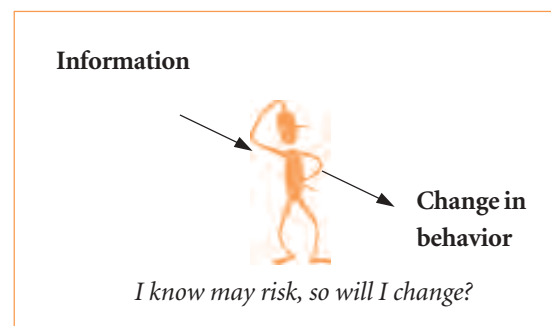 Information
Change in
behavior
I know may risk, so will I change?